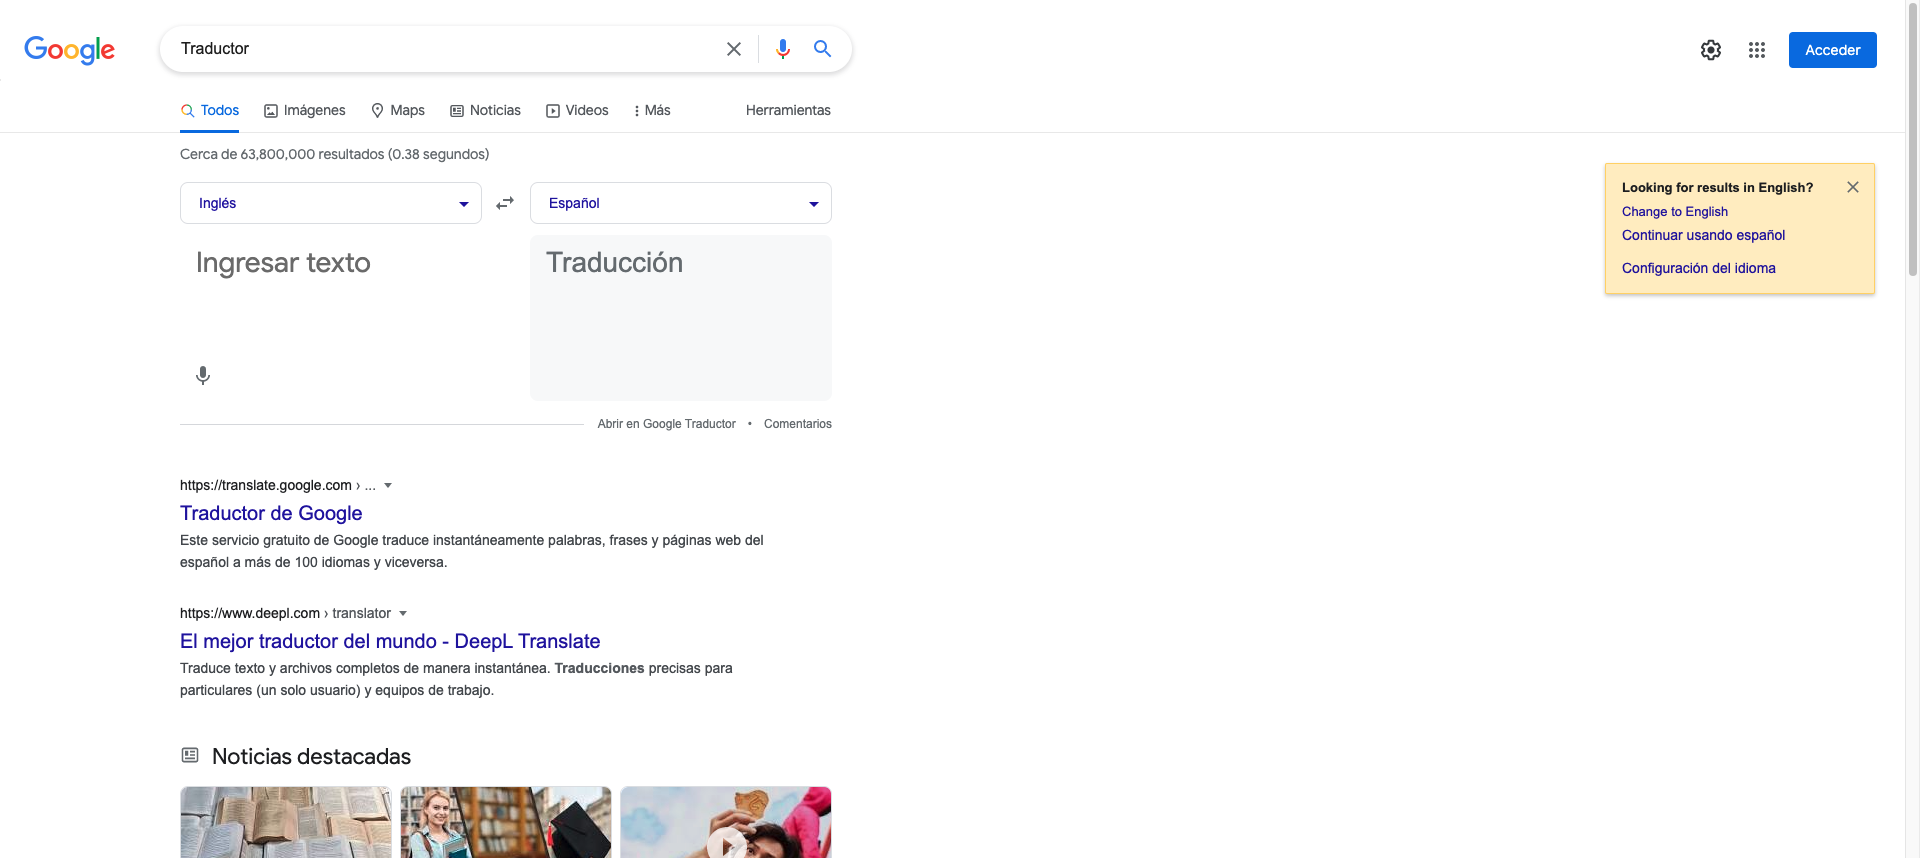 Google
Traductor
Acceder
Todos
Imágenes
Maps
Noticias
Videos
Más
Herramientas
Cerca de 63,800,000 resultados (0.38 segundos)
Inglés
Español
Ingresar texto
Traducción
Abrir en Google Traductor • Comentarios
Looking for results in English?
Change to English
Continuar usando español
Configuración del idioma
https://translate.google.com › ...
Traductor de Google
Este servicio gratuito de Google traduce instantáneamente palabras, frases y páginas web del
español a más de 100 idiomas y viceversa.
https://www.deepl.com › translator
El mejor traductor del mundo - DeepL Translate
Traduce texto y archivos completos de manera instantánea. Traducciones precisas para
particulares (un solo usuario) y equipos de trabajo.
Noticias destacadas